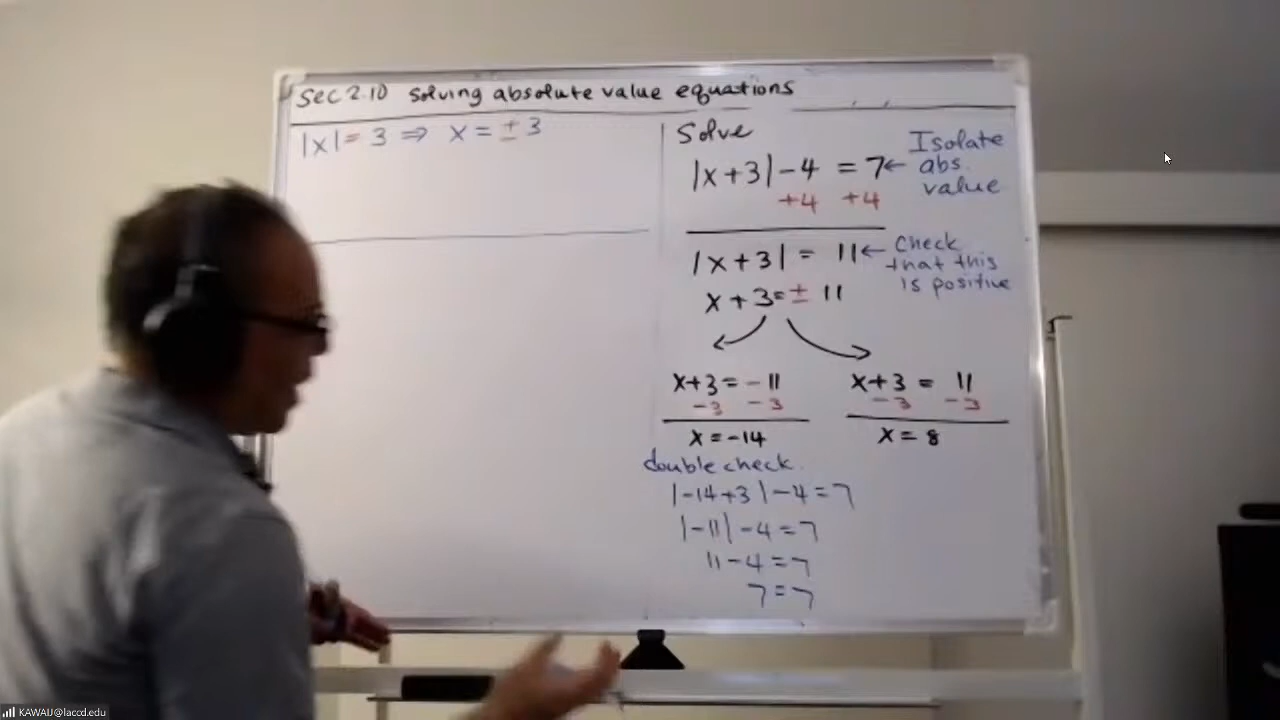 Sec 2.10 solving absolute value equations
|x| = 3 ⇒ x = ± 3
Solve
|x+3| - 4 = 7 ←
Isolate
abs.
value
+4 +4
|x+3| = 11 ←
Check
that this
is positive
x + 3 = ± 11
x+3 = -11
-3 -3
x = -14
x+3 = 11
-3 -3
x = 8
double check.
|-14+3| - 4 = 7
|-11| - 4 = 7
11 - 4 = 7
7 = 7
KAWAIJ@laccd.edu